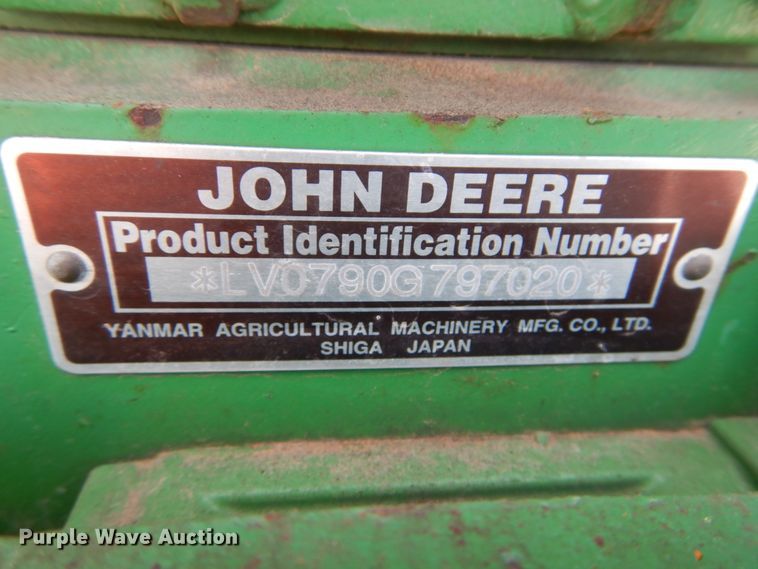 JOHN DEERE
Product Identification Number
*LV0790G797020*
YANMAR AGRICULTURAL MACHINERY MFG. CO., LTD.
SHIGA JAPAN
Purple Wave Auction